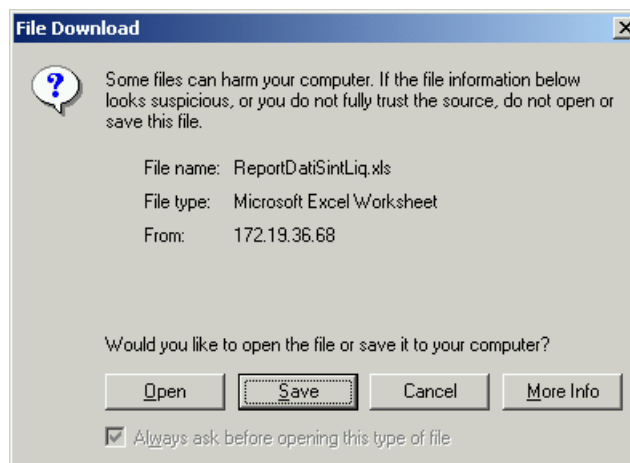 File Download
Some files can harm your computer. If the file information below
looks suspicious, or you do not fully trust the source, do not open or
save this file.
File name: ReportDatiSintLiq.xls
File type: Microsoft Excel Worksheet
From: 172.19.36.68
Would you like to open the file or save it to your computer?
Open Save Cancel More Info
Always ask before opening this type of file